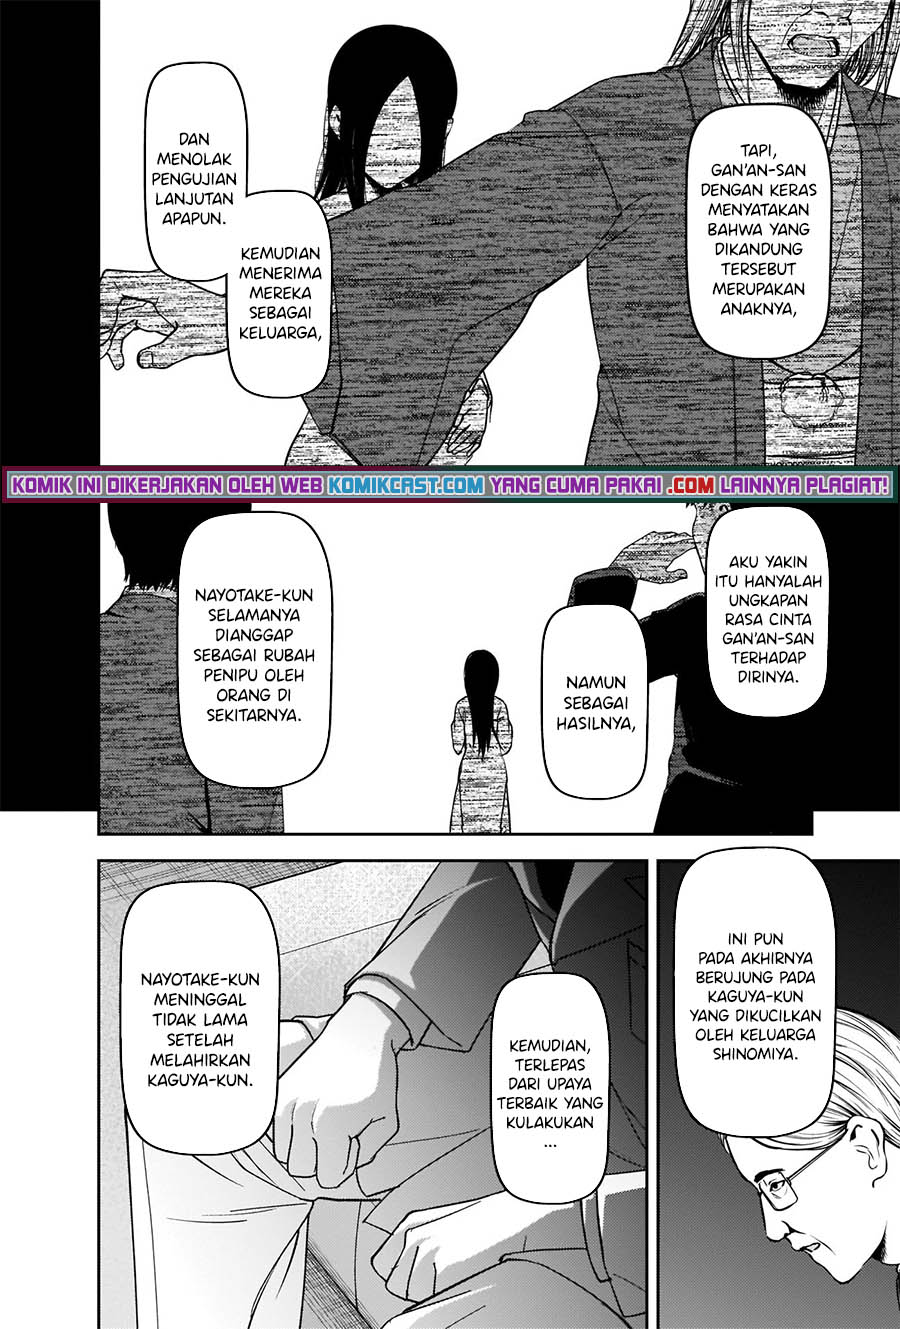 TAPI,
GAN'AN-SAN
DENGAN KERAS
MENYATAKAN
BAHWA YANG
DIKANDUNG
TERSEBUT
MERUPAKAN
ANAKNYA,
DAN
MENOLAK
PENGUJIAN
LANJUTAN
APAPUN.
KEMUDIAN
MENERIMA
MEREKA
SEBAGAI
KELUARGA,
KOMIK INI DIKERJAKAN OLEH WEB KOMIKCAST.COM YANG CUMA PAKAI .COM LAINNYA PLAGIAT!
AKU YAKIN
ITU HANYALAH
UNGKAPAN
RASA CINTA
GAN'AN-SAN
TERHADAP
DIRINYA.
NAMUN
SEBAGAI
HASILNYA,
NAYOTAKE-KUN
SELAMANYA
DIANGGAP
SEBAGAI RUBAH
PENIPU OLEH
ORANG DI
SEKITARNYA.
INI PUN
PADA AKHIRNYA
BERUJUNG PADA
KAGUYA-KUN
YANG DIKUCILKAN
OLEH KELUARGA
SHINOMIYA.
KEMUDIAN,
TERLEPAS
DARI UPAYA
TERBAIK YANG
KULAKUKAN
...
NAYOTAKE-KUN
MENINGGAL
TIDAK LAMA
SETELAH
MELAHIRKAN
KAGUYA-KUN.